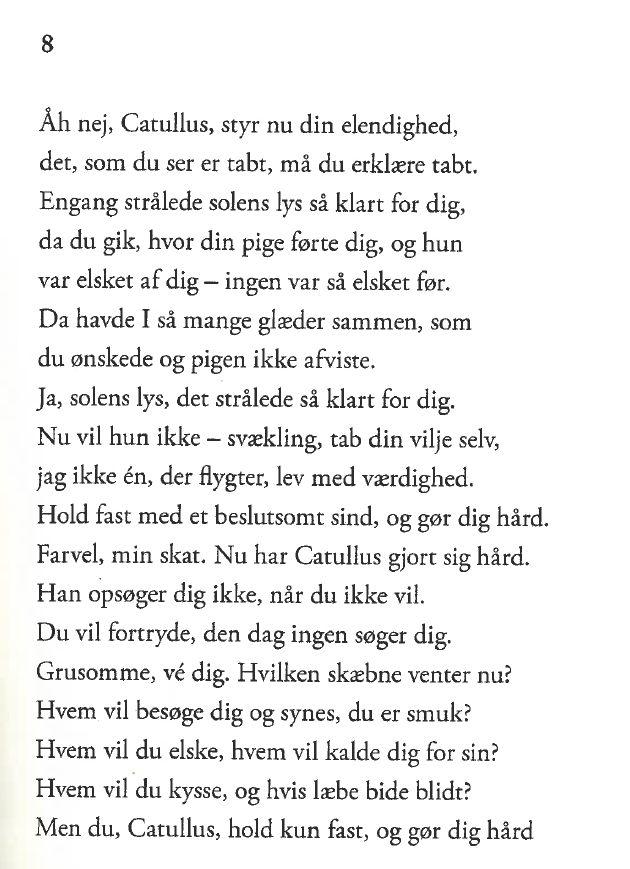 8
Åh nej, Catullus, styr nu din elendighed,
det, som du ser er tabt, må du erklære tabt.
Engang strålede solens lys så klart for dig,
da du gik, hvor din pige førte dig, og hun
var elsket af dig – ingen var så elsket før.
Da havde I så mange glæder sammen, som
du ønskede og pigen ikke afviste.
Ja, solens lys, det strålede så klart for dig.
Nu vil hun ikke – svækling, tab din vilje selv,
jag ikke én, der flygter, lev med værdighed.
Hold fast med et beslutsomt sind, og gør dig hård.
Farvel, min skat. Nu har Catullus gjort sig hård.
Han opsøger dig ikke, når du ikke vil.
Du vil fortryde, den dag ingen søger dig.
Grusomme, vé dig. Hvilken skæbne venter nu?
Hvem vil besøge dig og synes, du er smuk?
Hvem vil du elske, hvem vil kalde dig for sin?
Hvem vil du kysse, og hvis læbe bide blidt?
Men du, Catullus, hold kun fast, og gør dig hård